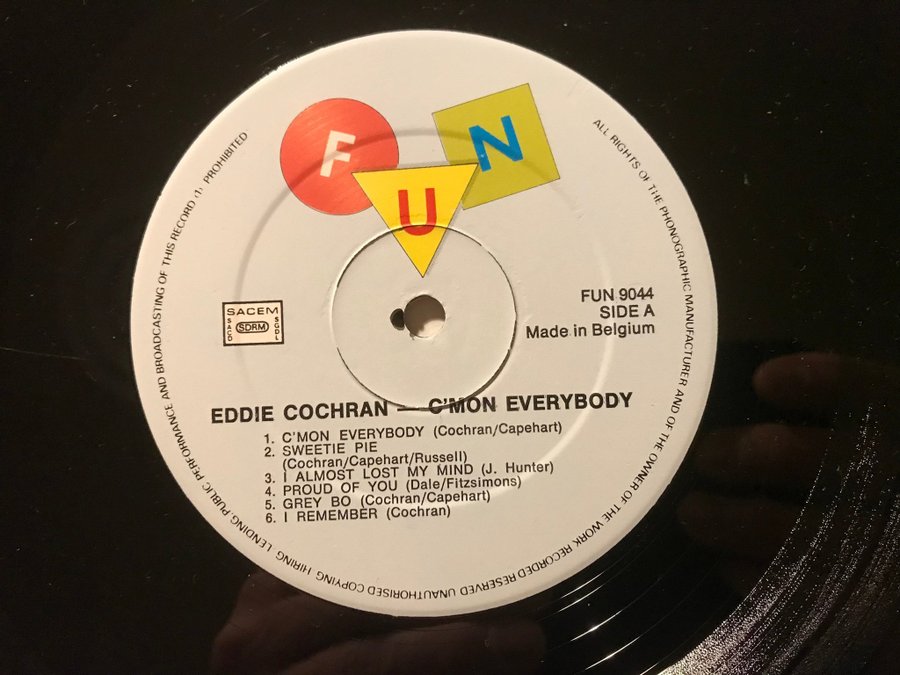 F U N
SACEM
SACD
SDRM
SGDL
FUN 9044
SIDE A
Made in Belgium
EDDIE COCHRAN — C'MON EVERYBODY
1. C'MON EVERYBODY (Cochran/Capehart)
2. SWEETIE PIE
(Cochran/Capehart/Russell)
3. I ALMOST LOST MY MIND (J. Hunter)
4. PROUD OF YOU (Dale/Fitzsimons)
5. GREY BO (Cochran/Capehart)
6. I REMEMBER (Cochran)
ALL RIGHTS OF THE PHONOGRAPHIC MANUFACTURER AND OF THE OWNER OF THE WORK RECORDED RESERVED UNAUTHORISED COPYING HIRING, LENDING, PUBLIC PERFORMANCE AND BROADCASTING OF THIS RECORD (1) PROHIBITED